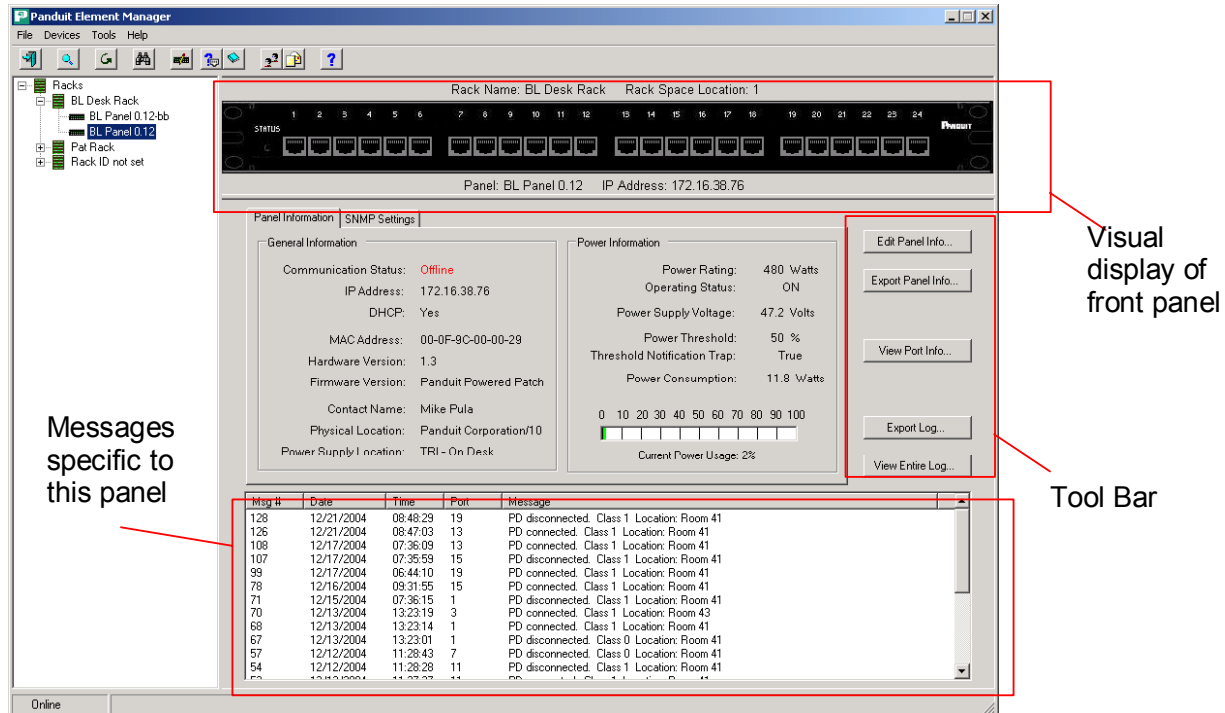 Panduit Element Manager
File Devices Tools Help
Racks
BL Desk Rack
BL Panel 0.12-bb
BL Panel 0.12
Pat Rack
Rack ID not set
Rack Name: BL Desk Rack Rack Space Location: 1
1 2 3 4 5 6 7 8 9 10 11 12 13 14 15 16 17 18 19 20 21 22 23 24
STATUS
PANDUIT
Panel: BL Panel 0.12 IP Address: 172.16.38.76
Panel Information SNMP Settings
General Information
Communication Status: Offline
IP Address: 172.16.38.76
DHCP: Yes
MAC Address: 00-0F-9C-00-00-29
Hardware Version: 1.3
Firmware Version: Panduit Powered Patch
Contact Name: Mike Pula
Physical Location: Panduit Corporation/10
Power Supply Location: TBL- On Desk
Power Information
Power Rating: 480 Watts
Operating Status: ON
Power Supply Voltage: 47.2 Volts
Power Threshold: 50 %
Threshold Notification Trap: True
Power Consumption: 11.8 Watts
0 10 20 30 40 50 60 70 80 90 100
Current Power Usage: 2%
Edit Panel Info...
Export Panel Info...
View Port Info...
Export Log...
View Entire Log...
Visual
display of
front panel
Tool Bar
Messages
specific to
this panel
Msg # Date Time Port Message
128 12/21/2004 08:48:29 19 PD disconnected. Class 1 Location: Room 41
126 12/21/2004 08:47:03 13 PD connected. Class 1 Location: Room 41
108 12/17/2004 07:36:09 13 PD connected. Class 1 Location: Room 41
107 12/17/2004 07:35:59 15 PD disconnected. Class 1 Location: Room 41
99 12/17/2004 06:44:10 19 PD connected. Class 1 Location: Room 41
78 12/16/2004 09:31:55 15 PD connected. Class 1 Location: Room 41
71 12/15/2004 07:36:15 1 PD disconnected. Class 1 Location: Room 41
70 12/13/2004 13:23:19 3 PD connected. Class 1 Location: Room 43
68 12/13/2004 13:23:14 1 PD connected. Class 1 Location: Room 41
67 12/13/2004 13:23:01 1 PD disconnected. Class 0 Location: Room 41
57 12/12/2004 11:28:43 7 PD disconnected. Class 0 Location: Room 41
54 12/12/2004 11:28:28 11 PD disconnected. Class 1 Location: Room 41
Online